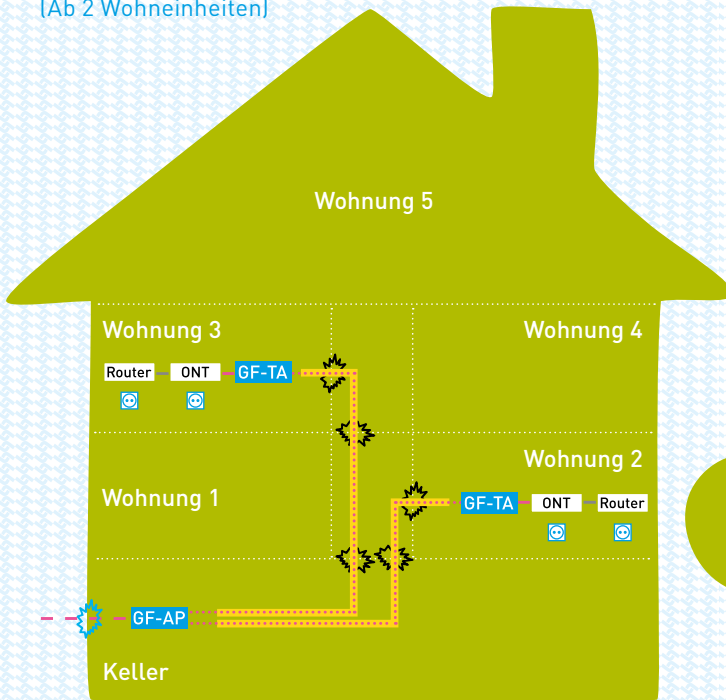 (Ab 2 Wohneinheiten)
Wohnung 5
Wohnung 3
Wohnung 4
Router
ONT
GF-TA
Wohnung 2
Wohnung 1
GF-TA
ONT
Router
GF-AP
Keller